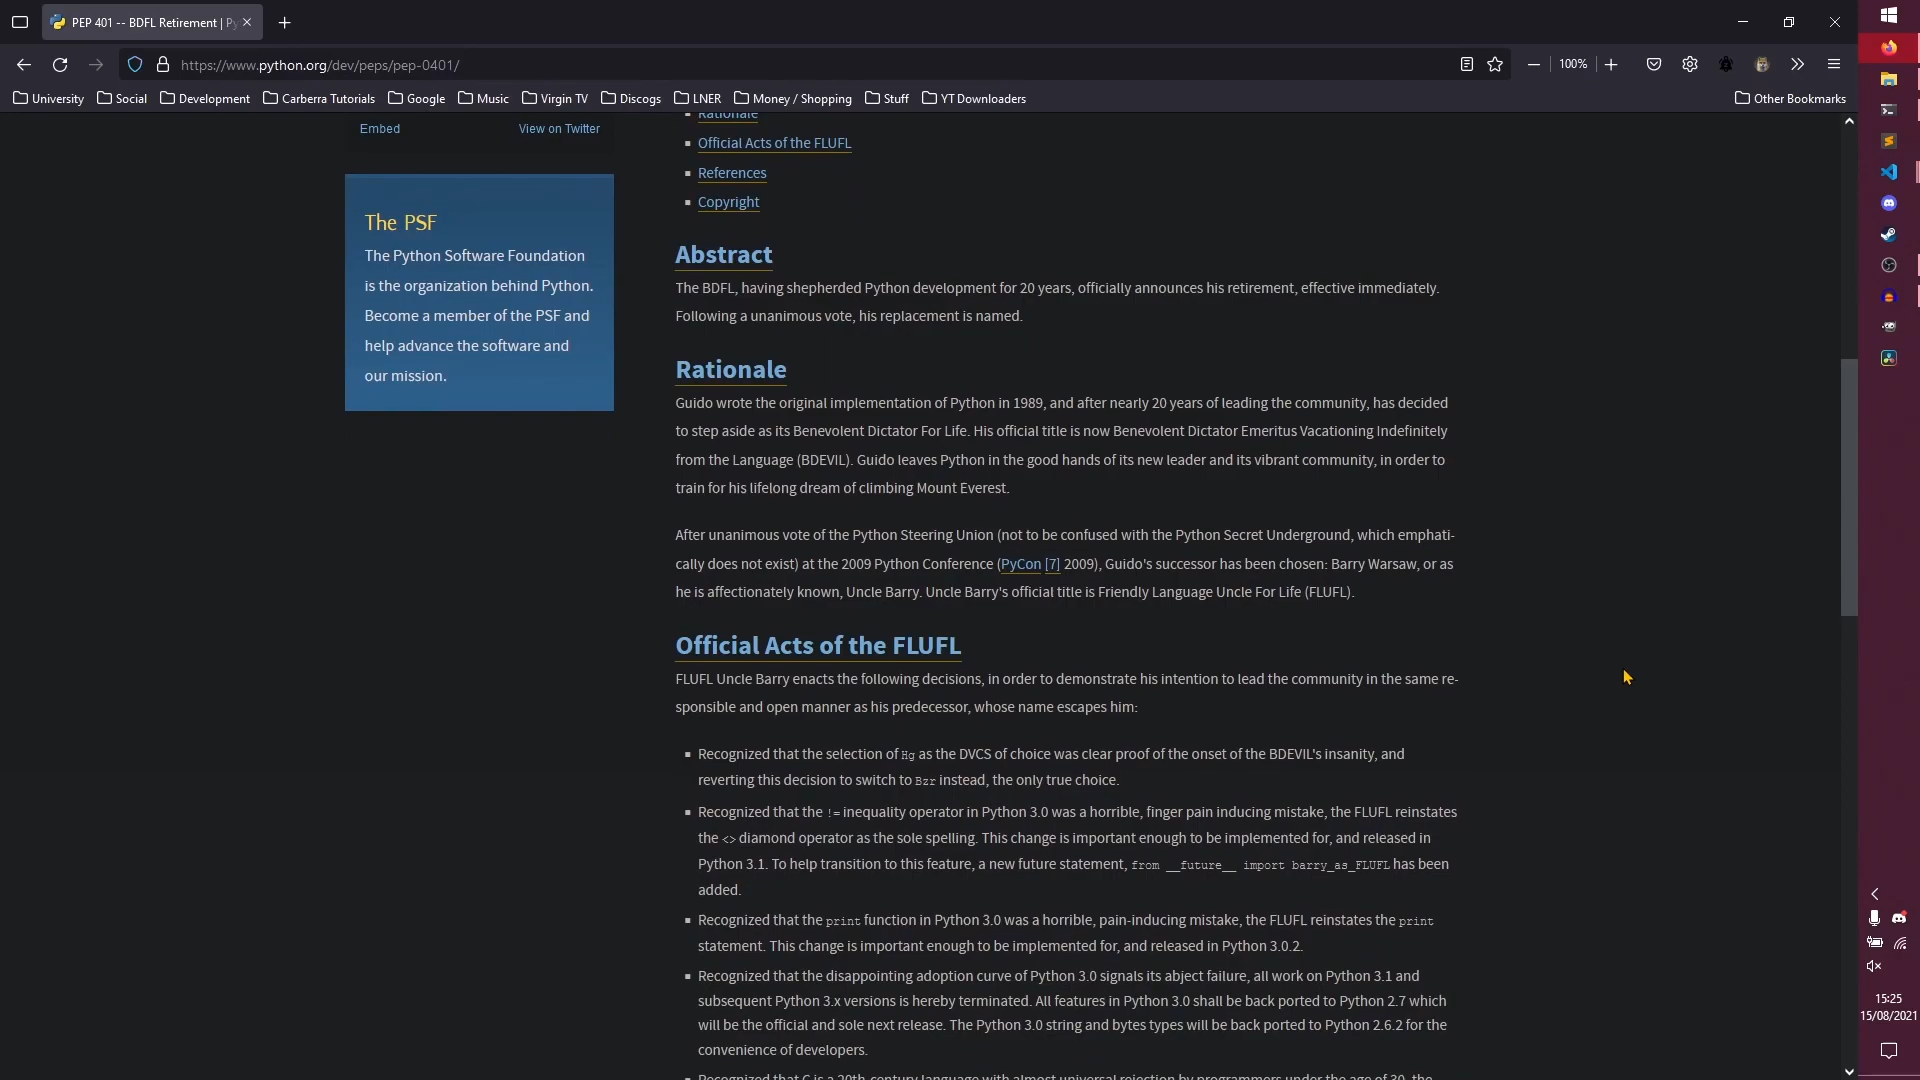 PEP 401 -- BDFL Retirement | Py
https://www.python.org/dev/peps/pep-0401/
100%
University
Social
Development
Carberra Tutorials
Google
Music
Virgin TV
Discogs
LNER
Money / Shopping
Stuff
YT Downloaders
Other Bookmarks
Embed
View on Twitter
The PSF
The Python Software Foundation
is the organization behind Python.
Become a member of the PSF and
help advance the software and
our mission.
Rationale
Official Acts of the FLUFL
References
Copyright
Abstract
The BDFL, having shepherded Python development for 20 years, officially announces his retirement, effective immediately.
Following a unanimous vote, his replacement is named.
Rationale
Guido wrote the original implementation of Python in 1989, and after nearly 20 years of leading the community, has decided
to step aside as its Benevolent Dictator For Life. His official title is now Benevolent Dictator Emeritus Vacationing Indefinitely
from the Language (BDEVIL). Guido leaves Python in the good hands of its new leader and its vibrant community, in order to
train for his lifelong dream of climbing Mount Everest.
After unanimous vote of the Python Steering Union (not to be confused with the Python Secret Underground, which emphati-
cally does not exist) at the 2009 Python Conference (PyCon [7] 2009), Guido's successor has been chosen: Barry Warsaw, or as
he is affectionately known, Uncle Barry. Uncle Barry's official title is Friendly Language Uncle For Life (FLUFL).
Official Acts of the FLUFL
FLUFL Uncle Barry enacts the following decisions, in order to demonstrate his intention to lead the community in the same re-
sponsible and open manner as his predecessor, whose name escapes him:
Recognized that the selection of Hg as the DVCS of choice was clear proof of the onset of the BDEVIL's insanity, and
reverting this decision to switch to Bzr instead, the only true choice.
Recognized that the != inequality operator in Python 3.0 was a horrible, finger pain inducing mistake, the FLUFL reinstates
the <> diamond operator as the sole spelling. This change is important enough to be implemented for, and released in
Python 3.1. To help transition to this feature, a new future statement, from __future__ import barry_as_FLUFL has been
added.
Recognized that the print function in Python 3.0 was a horrible, pain-inducing mistake, the FLUFL reinstates the print
statement. This change is important enough to be implemented for, and released in Python 3.0.2.
Recognized that the disappointing adoption curve of Python 3.0 signals its abject failure, all work on Python 3.1 and
subsequent Python 3.x versions is hereby terminated. All features in Python 3.0 shall be back ported to Python 2.7 which
will be the official and sole next release. The Python 3.0 string and bytes types will be back ported to Python 2.6.2 for the
convenience of developers.
Recognized that C is a 20th-century language with almost universal rejection by programmers under the age of 30, the
15:25
15/08/2021